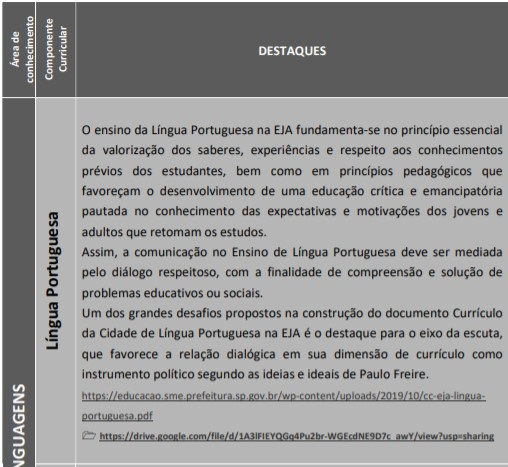 Área de
conhecimento
Componente
Curricular
DESTAQUES
NGUAGENS
Língua Portuguesa
O ensino da Língua Portuguesa na EJA fundamenta-se no princípio essencial
da valorização dos saberes, experiências e respeito aos conhecimentos
prévios dos estudantes, bem como em princípios pedagógicos que
favoreçam o desenvolvimento de uma educação crítica e emancipatória
pautada no conhecimento das expectativas e motivações dos jovens e
adultos que retomam os estudos.
Assim, a comunicação no Ensino de Língua Portuguesa deve ser mediada
pelo diálogo respeitoso, com a finalidade de compreensão e solução de
problemas educativos ou sociais.
Um dos grandes desafios propostos na construção do documento Currículo
da Cidade de Língua Portuguesa na EJA é o destaque para o eixo da escuta,
que favorece a relação dialógica em sua dimensão de currículo como
instrumento político segundo as ideias e ideais de Paulo Freire.
https://educacao.sme.prefeitura.sp.gov.br/wp-content/uploads/2019/10/cc-eja-lingua-
portuguesa.pdf
https://drive.google.com/file/d/1A3lFIEYQGq4Pu2br-WGEcdNE9D7c_awY/view?usp=sharing